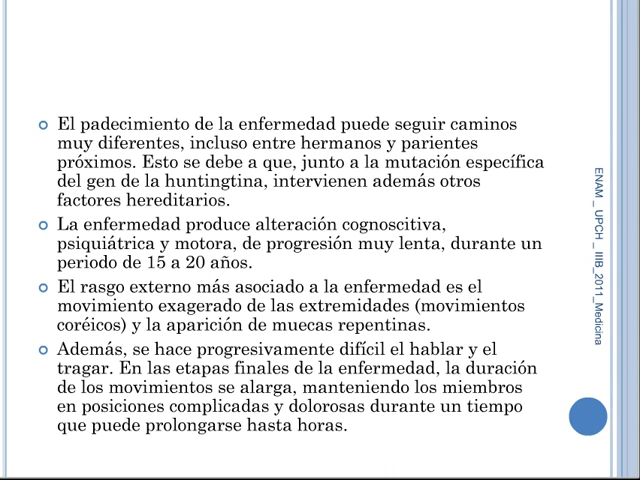 El padecimiento de la enfermedad puede seguir caminos
muy diferentes, incluso entre hermanos y parientes
próximos. Esto se debe a que, junto a la mutación específica
del gen de la huntingtina, intervienen además otros
factores hereditarios.
La enfermedad produce alteración cognoscitiva,
psiquiátrica y motora, de progresión muy lenta, durante un
periodo de 15 a 20 años.
El rasgo externo más asociado a la enfermedad es el
movimiento exagerado de las extremidades (movimientos
coréicos) y la aparición de muecas repentinas.
Además, se hace progresivamente difícil el hablar y el
tragar. En las etapas finales de la enfermedad, la duración
de los movimientos se alarga, manteniendo los miembros
en posiciones complicadas y dolorosas durante un tiempo
que puede prolongarse hasta horas.
ENAM _ UPCH _ IIIB_2011_Medicina